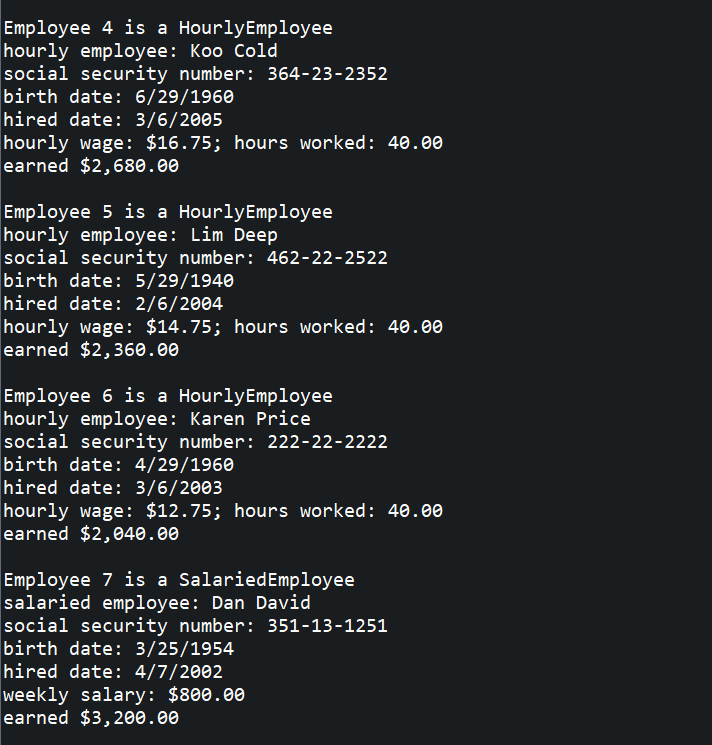 Employee 4 is a HourlyEmployee
hourly employee: Koo Cold
social security number: 364-23-2352
birth date: 6/29/1960
hired date: 3/6/2005
hourly wage: $16.75; hours worked: 40.00
earned $2,680.00
Employee 5 is a HourlyEmployee
hourly employee: Lim Deep
social security number: 462-22-2522
birth date: 5/29/1940
hired date: 2/6/2004
hourly wage: $14.75; hours worked: 40.00
earned $2,360.00
Employee 6 is a HourlyEmployee
hourly employee: Karen Price
social security number: 222-22-2222
birth date: 4/29/1960
hired date: 3/6/2003
hourly wage: $12.75; hours worked: 40.00
earned $2,040.00
Employee 7 is a SalariedEmployee
salaried employee: Dan David
social security number: 351-13-1251
birth date: 3/25/1954
hired date: 4/7/2002
weekly salary: $800.00
earned $3,200.00